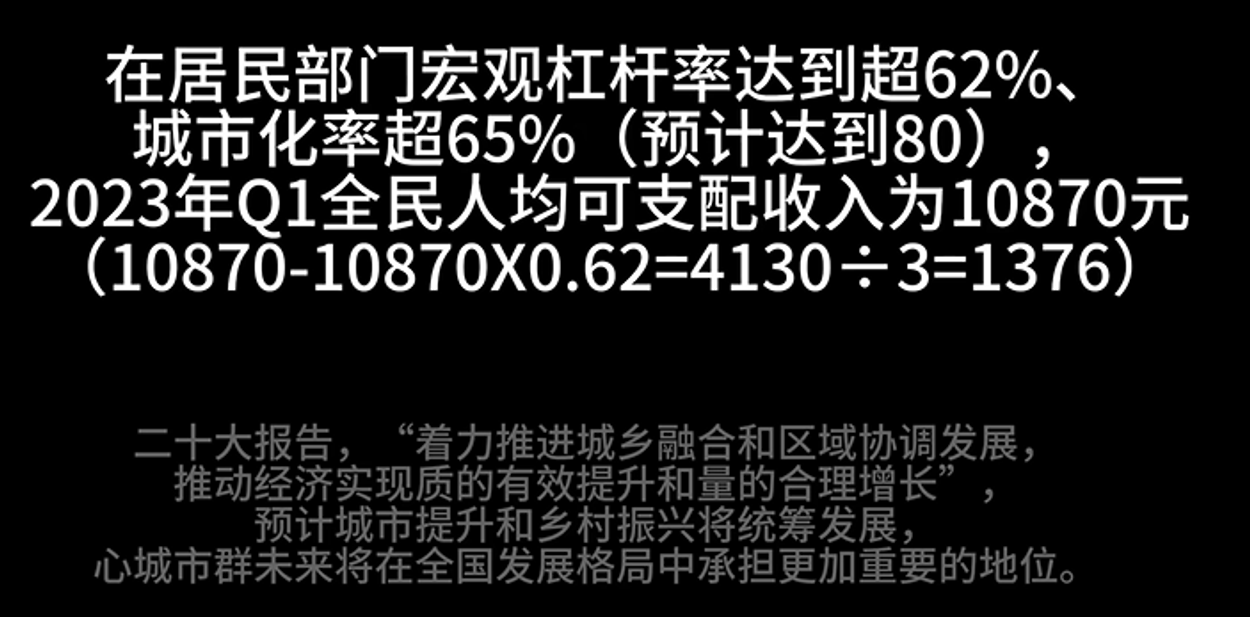 在居民部门宏观杠杆率达到超62%、
城市化率超65%（预计达到80），
2023年Q1全民人均可支配收入为10870元
（10870-10870X0.62=4130÷3=1376）
二十大报告，“着力推进城乡融合和区域协调发展，
推动经济实现质的有效提升和量的合理增长”，
预计城市提升和乡村振兴将统筹发展，
心城市群未来将在全国发展格局中承担更加重要的地位。